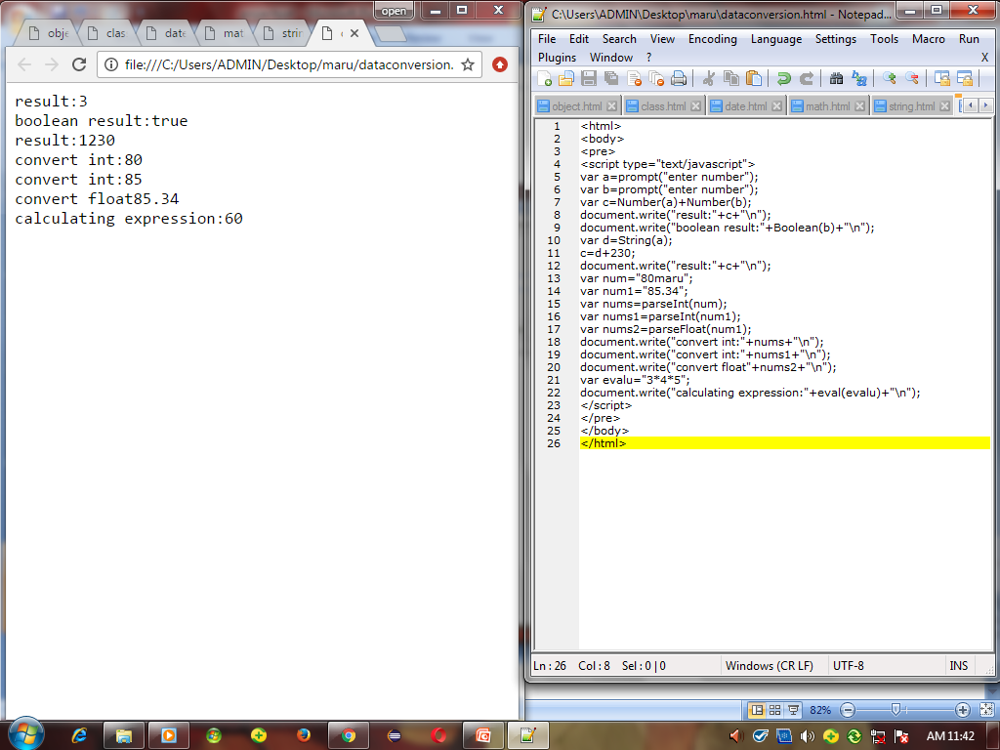 open
obje
clas
date
mat
strin
file:///C:/Users/ADMIN/Desktop/maru/dataconversion.
result:3
boolean result:true
result:1230
convert int:80
convert int:85
convert float85.34
calculating expression:60
C:\Users\ADMIN\Desktop\maru\dataconversion.html - Notepad...
File Edit Search View Encoding Language Settings Tools Macro Run
Plugins Window ? X
object.html class.html date.html math.html string.html
1 <html>
2 <body>
3 <pre>
4 <script type="text/javascript">
5 var a=prompt("enter number");
6 var b=prompt("enter number");
7 var c=Number(a)+Number(b);
8 document.write("result:"+c+"\n");
9 document.write("boolean result:"+Boolean(b)+"\n");
10 var d=String(a);
11 c=d+230;
12 document.write("result:"+c+"\n");
13 var num="80maru";
14 var num1="85.34";
15 var nums=parseInt(num);
16 var nums1=parseInt(num1);
17 var nums2=parseFloat(num1);
18 document.write("convert int:"+nums+"\n");
19 document.write("convert int:"+nums1+"\n");
20 document.write("convert float"+nums2+"\n");
21 var evalu="3*4*5";
22 document.write("calculating expression:"+eval(evalu)+"\n");
23 </script>
24 </pre>
25 </body>
26 </html>
Ln : 26 Col : 8 Sel : 0 | 0 Windows (CR LF) UTF-8 INS
82%
AM 11:42